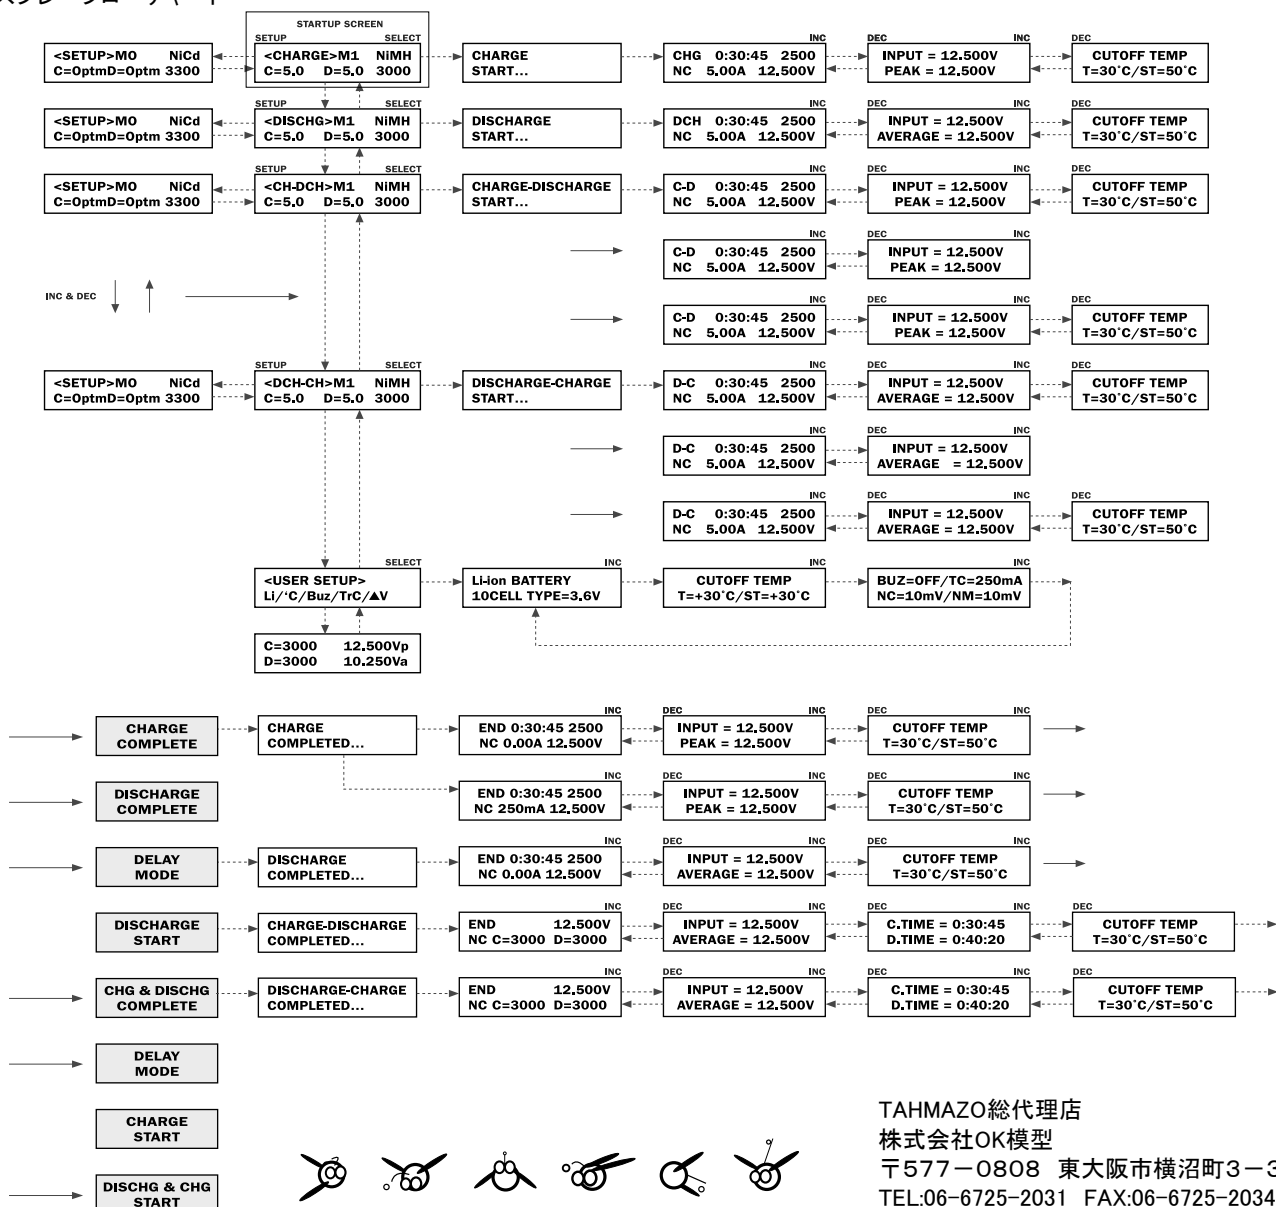 STARTUP SCREEN
SETUP SELECT INC DEC INC DEC
<SETUP>M0 NiCd <CHARGE>M1 NiMH CHARGE CHG 0:30:45 2500 INPUT = 12.500V CUTOFF TEMP
C=OptmD=Optm 3300 C=5.0 D=5.0 3000 START... NC 5.00A 12.500V PEAK = 12.500V T=30°C/ST=50°C
SETUP SELECT INC DEC INC DEC
<SETUP>M0 NiCd <DISCHG>M1 NiMH DISCHARGE DCH 0:30:45 2500 INPUT = 12.500V CUTOFF TEMP
C=OptmD=Optm 3300 C=5.0 D=5.0 3000 START... NC 5.00A 12.500V AVERAGE = 12.500V T=30°C/ST=50°C
SETUP SELECT INC DEC INC DEC
<SETUP>M0 NiCd <CH-DCH>M1 NiMH CHARGE-DISCHARGE C-D 0:30:45 2500 INPUT = 12.500V CUTOFF TEMP
C=OptmD=Optm 3300 C=5.0 D=5.0 3000 START... NC 5.00A 12.500V PEAK = 12.500V T=30°C/ST=50°C
INC DEC INC
C-D 0:30:45 2500 INPUT = 12.500V
NC 5.00A 12.500V PEAK = 12.500V
INC & DEC
INC DEC INC DEC
C-D 0:30:45 2500 INPUT = 12.500V CUTOFF TEMP
NC 5.00A 12.500V PEAK = 12.500V T=30°C/ST=50°C
SETUP SELECT INC DEC INC DEC
<SETUP>M0 NiCd <DCH-CH>M1 NiMH DISCHARGE-CHARGE D-C 0:30:45 2500 INPUT = 12.500V CUTOFF TEMP
C=OptmD=Optm 3300 C=5.0 D=5.0 3000 START... NC 5.00A 12.500V AVERAGE = 12.500V T=30°C/ST=50°C
INC DEC INC
D-C 0:30:45 2500 INPUT = 12.500V
NC 5.00A 12.500V AVERAGE = 12.500V
INC DEC INC DEC
D-C 0:30:45 2500 INPUT = 12.500V CUTOFF TEMP
NC 5.00A 12.500V AVERAGE = 12.500V T=30°C/ST=50°C
SELECT INC
<USER SETUP> Li-ion BATTERY CUTOFF TEMP BUZ=OFF/TC=250mA
Li/‘C/Buz/TrC/▲V 10CELL TYPE=3.6V T=+30°C/ST=+30°C NC=10mV/NM=10mV
C=3000 12.500Vp
D=3000 10.250Va
INC DEC INC DEC INC
CHARGE CHARGE END 0:30:45 2500 INPUT = 12.500V CUTOFF TEMP
COMPLETE COMPLETED... NC 0.00A 12.500V PEAK = 12.500V T=30°C/ST=50°C
INC DEC INC DEC INC
DISCHARGE END 0:30:45 2500 INPUT = 12.500V CUTOFF TEMP
COMPLETE NC 250mA 12.500V PEAK = 12.500V T=30°C/ST=50°C
INC DEC INC DEC INC
DELAY DISCHARGE END 0:30:45 2500 INPUT = 12.500V CUTOFF TEMP
MODE COMPLETED... NC 0.00A 12.500V AVERAGE = 12.500V T=30°C/ST=50°C
INC DEC INC DEC INC DEC
DISCHARGE CHARGE-DISCHARGE END 12.500V INPUT = 12.500V C.TIME = 0:30:45 CUTOFF TEMP
START COMPLETED... NC C=3000 D=3000 AVERAGE = 12.500V D.TIME = 0:40:20 T=30°C/ST=50°C
INC DEC INC DEC INC DEC
CHG & DISCHG DISCHARGE-CHARGE END 12.500V INPUT = 12.500V C.TIME = 0:30:45 CUTOFF TEMP
COMPLETE COMPLETED... NC C=3000 D=3000 AVERAGE = 12.500V D.TIME = 0:40:20 T=30°C/ST=50°C
DELAY
MODE
CHARGE
START
DISCHG & CHG
START
TAHMAZO総代理店
株式会社OK模型
〒577－0808 東大阪市横沼町3－3
TEL:06-6725-2031 FAX:06-6725-2034